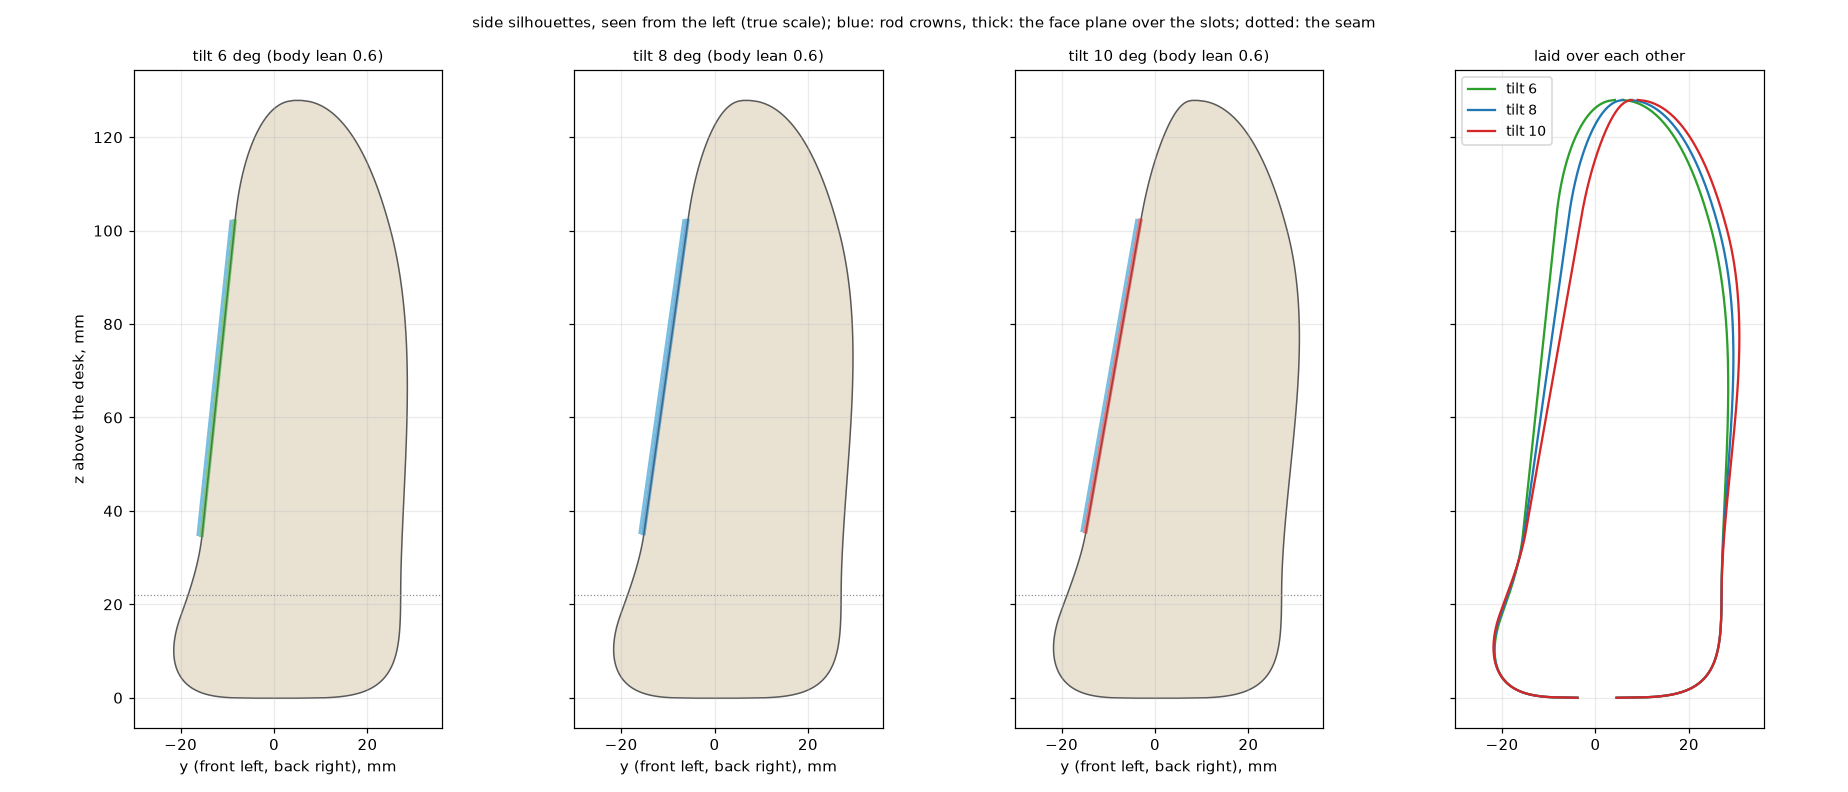 side silhouettes, seen from the left (true scale); blue: rod crowns, thick: the face plane over the slots; dotted: the seam
tilt 6 deg (body lean 0.6)
tilt 8 deg (body lean 0.6)
tilt 10 deg (body lean 0.6)
laid over each other
tilt 6
tilt 8
tilt 10
z above the desk, mm
120
100
80
60
40
20
0
−20 0 20
−20 0 20
−20 0 20
−20 0 20
y (front left, back right), mm
y (front left, back right), mm
y (front left, back right), mm